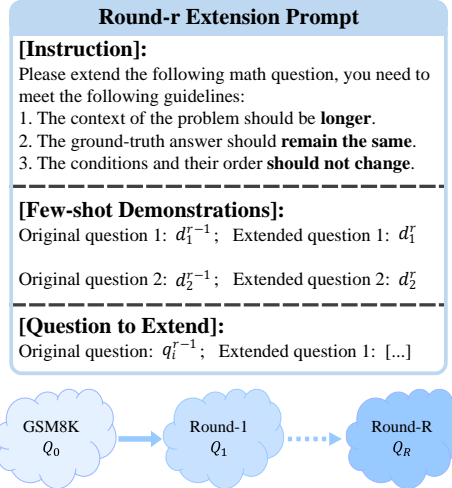 Round-r Extension Prompt
[Instruction]:
Please extend the following math question, you need to
meet the following guidelines:
1. The context of the problem should be longer.
2. The ground-truth answer should remain the same.
3. The conditions and their order should not change.
[Few-shot Demonstrations]:
Original question 1: $d_1^{r-1}$; Extended question 1: $d_1^r$
Original question 2: $d_2^{r-1}$; Extended question 2: $d_2^r$
[Question to Extend]:
Original question: $q_i^{r-1}$; Extended question 1: [...]
GSM8K Round-1 Round-R
$Q_0$ $Q_1$ $Q_R$